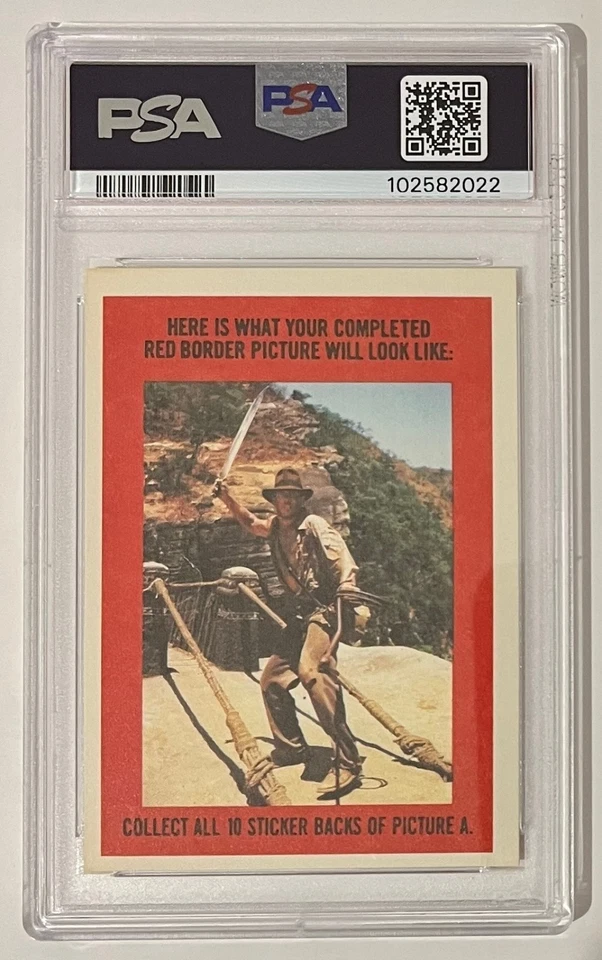 PSA
PSA
102582022
HERE IS WHAT YOUR COMPLETED
RED BORDER PICTURE WILL LOOK LIKE:
COLLECT ALL 10 STICKER BACKS OF PICTURE A.